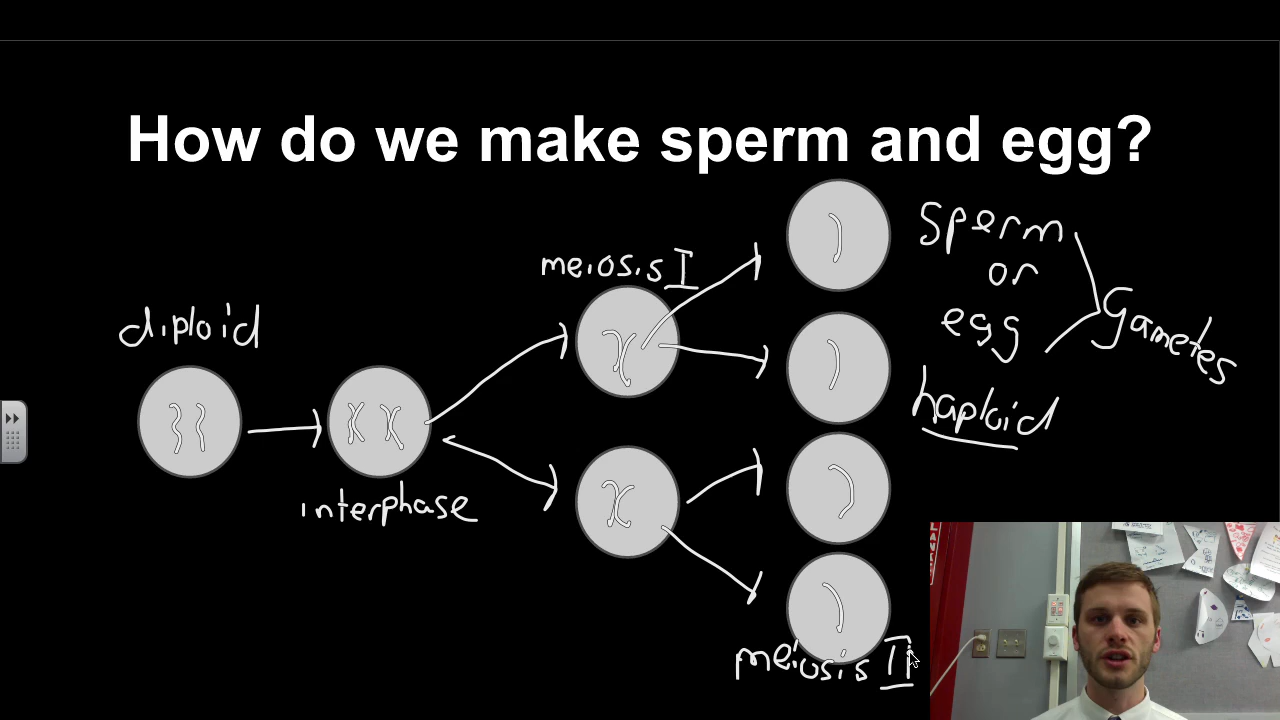 How do we make sperm and egg?
diploid
interphase
meiosis I
sperm
or
egg
Gametes
haploid
meiosis II